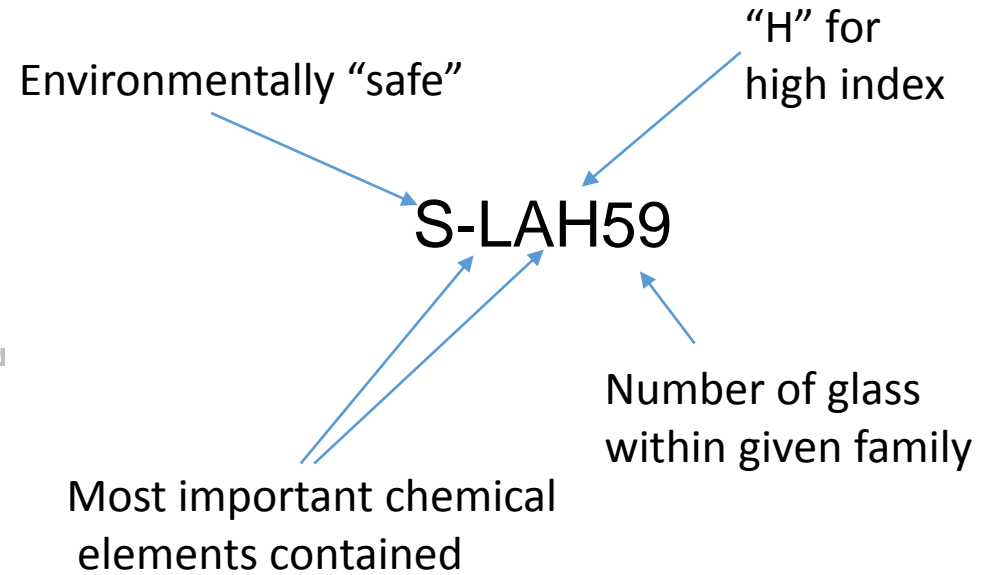 “H” for
high index
Environmentally “safe”
S-LAH59
Number of glass
within given family
Most important chemical
elements contained